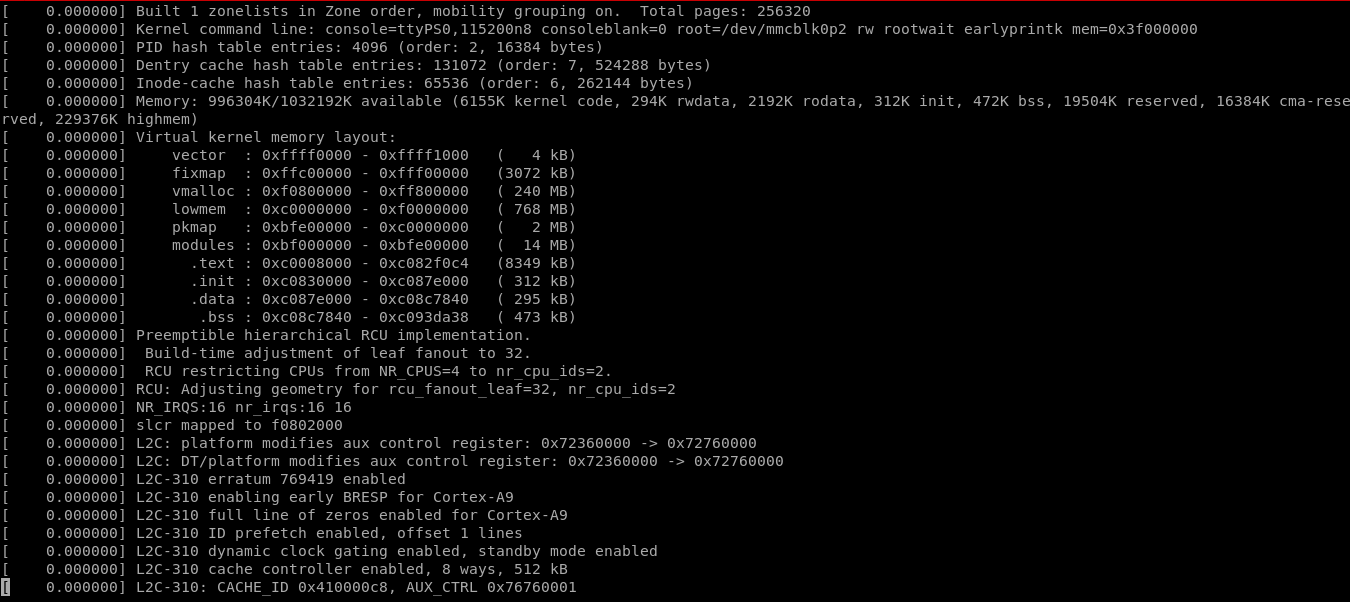 [    0.000000] Built 1 zonelists in Zone order, mobility grouping on.  Total pages: 256320
[    0.000000] Kernel command line: console=ttyPS0,115200n8 consoleblank=0 root=/dev/mmcblk0p2 rw rootwait earlyprintk mem=0x3f000000
[    0.000000] PID hash table entries: 4096 (order: 2, 16384 bytes)
[    0.000000] Dentry cache hash table entries: 131072 (order: 7, 524288 bytes)
[    0.000000] Inode-cache hash table entries: 65536 (order: 6, 262144 bytes)
[    0.000000] Memory: 996304K/1032192K available (6155K kernel code, 294K rwdata, 2192K rodata, 312K init, 472K bss, 19504K reserved, 16384K cma-rese
rved, 229376K highmem)
[    0.000000] Virtual kernel memory layout:
[    0.000000]     vector  : 0xffff0000 - 0xffff1000   (   4 kB)
[    0.000000]     fixmap  : 0xffc00000 - 0xfff00000   (3072 kB)
[    0.000000]     vmalloc : 0xf0800000 - 0xff800000   ( 240 MB)
[    0.000000]     lowmem  : 0xc0000000 - 0xf0000000   ( 768 MB)
[    0.000000]     pkmap   : 0xbfe00000 - 0xc0000000   (   2 MB)
[    0.000000]     modules : 0xbf000000 - 0xbfe00000   (  14 MB)
[    0.000000]       .text : 0xc0008000 - 0xc082f0c4   (8349 kB)
[    0.000000]       .init : 0xc0830000 - 0xc087e000   ( 312 kB)
[    0.000000]       .data : 0xc087e000 - 0xc08c7840   ( 295 kB)
[    0.000000]        .bss : 0xc08c7840 - 0xc093da38   ( 473 kB)
[    0.000000] Preemptible hierarchical RCU implementation.
[    0.000000]  Build-time adjustment of leaf fanout to 32.
[    0.000000]  RCU restricting CPUs from NR_CPUS=4 to nr_cpu_ids=2.
[    0.000000] RCU: Adjusting geometry for rcu_fanout_leaf=32, nr_cpu_ids=2
[    0.000000] NR_IRQS:16 nr_irqs:16 16
[    0.000000] slcr mapped to f0802000
[    0.000000] L2C: platform modifies aux control register: 0x72360000 -> 0x72760000
[    0.000000] L2C: DT/platform modifies aux control register: 0x72360000 -> 0x72760000
[    0.000000] L2C-310 erratum 769419 enabled
[    0.000000] L2C-310 enabling early BRESP for Cortex-A9
[    0.000000] L2C-310 full line of zeros enabled for Cortex-A9
[    0.000000] L2C-310 ID prefetch enabled, offset 1 lines
[    0.000000] L2C-310 dynamic clock gating enabled, standby mode enabled
[    0.000000] L2C-310 cache controller enabled, 8 ways, 512 kB
[    0.000000] L2C-310: CACHE_ID 0x410000c8, AUX_CTRL 0x76760001